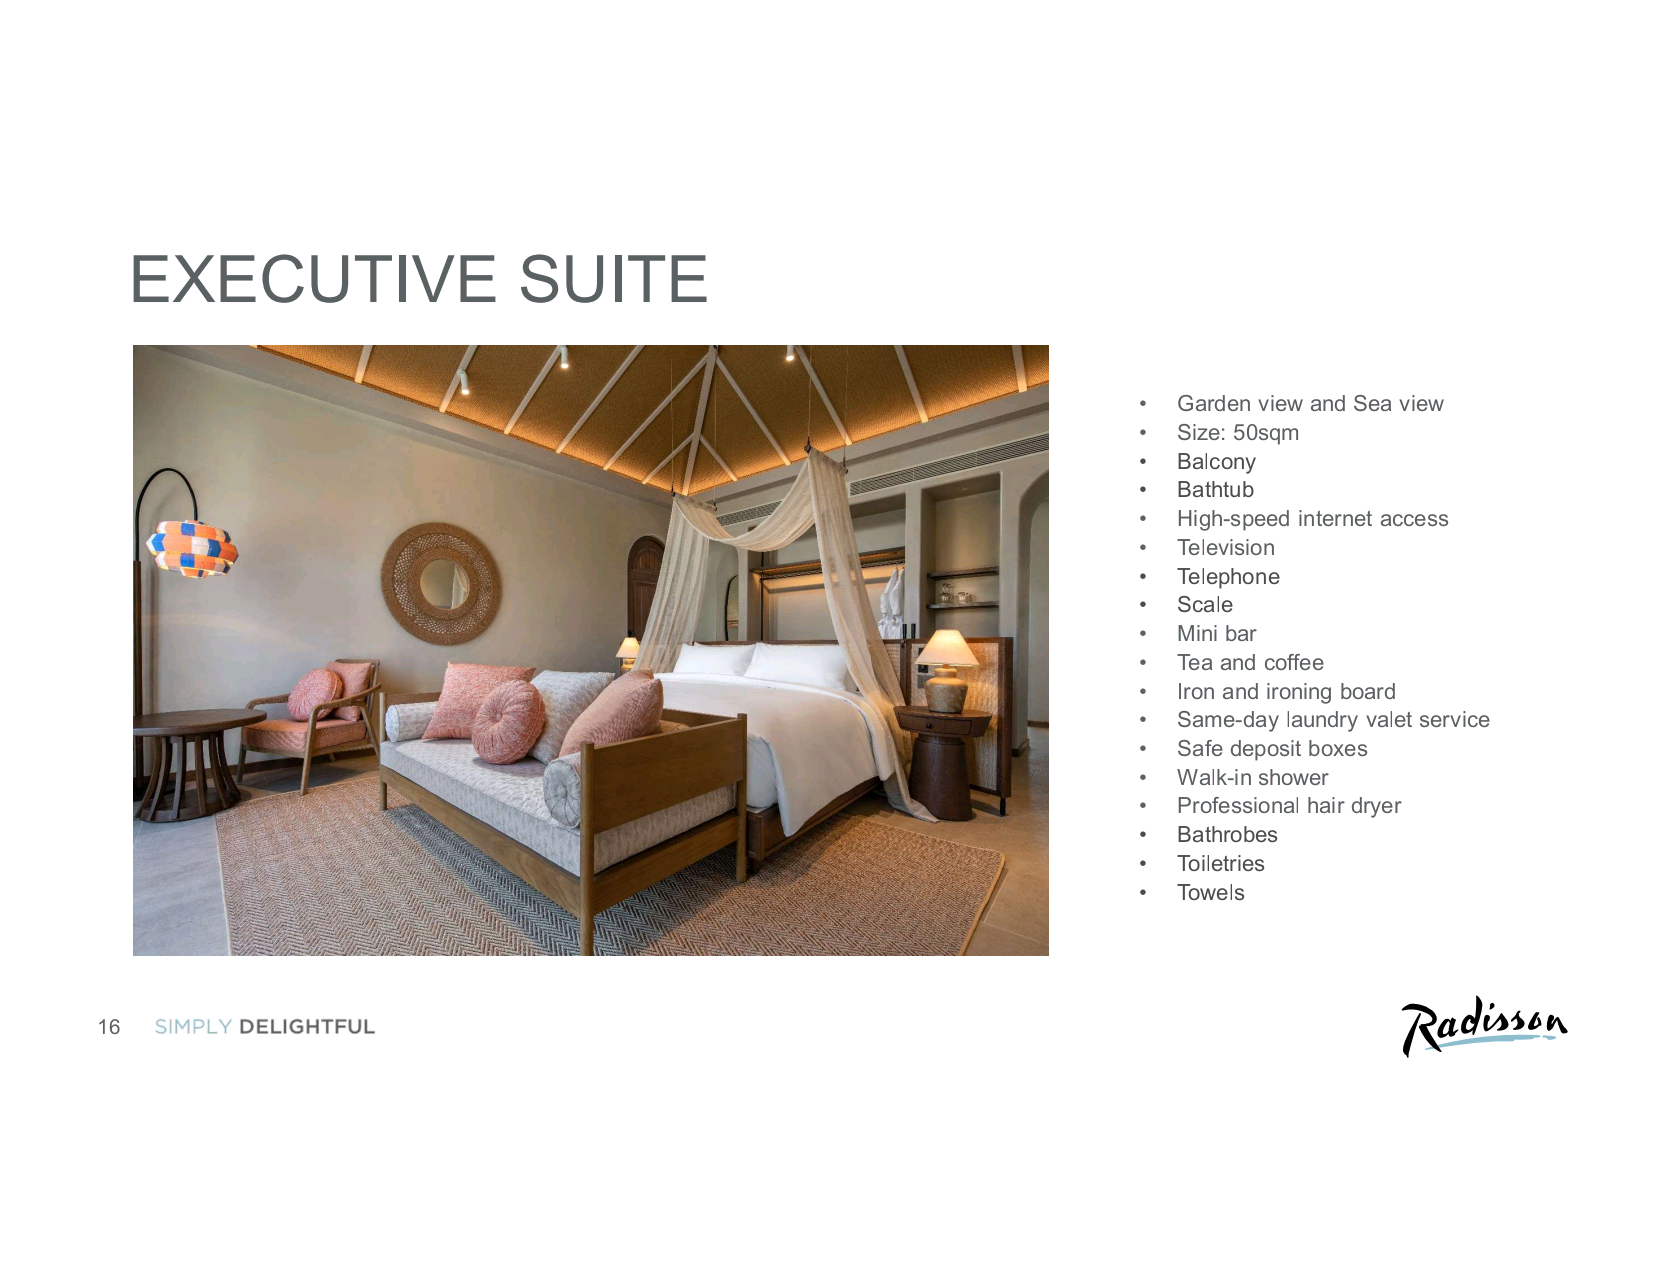 EXECUTIVE SUITE
• Garden view and Sea view
• Size: 50sqm
• Balcony
• Bathtub
• High-speed internet access
• Television
• Telephone
• Scale
• Mini bar
• Tea and coffee
• Iron and ironing board
• Same-day laundry valet service
• Safe deposit boxes
• Walk-in shower
• Professional hair dryer
• Bathrobes
• Toiletries
• Towels
16 SIMPLY DELIGHTFUL
Radisson